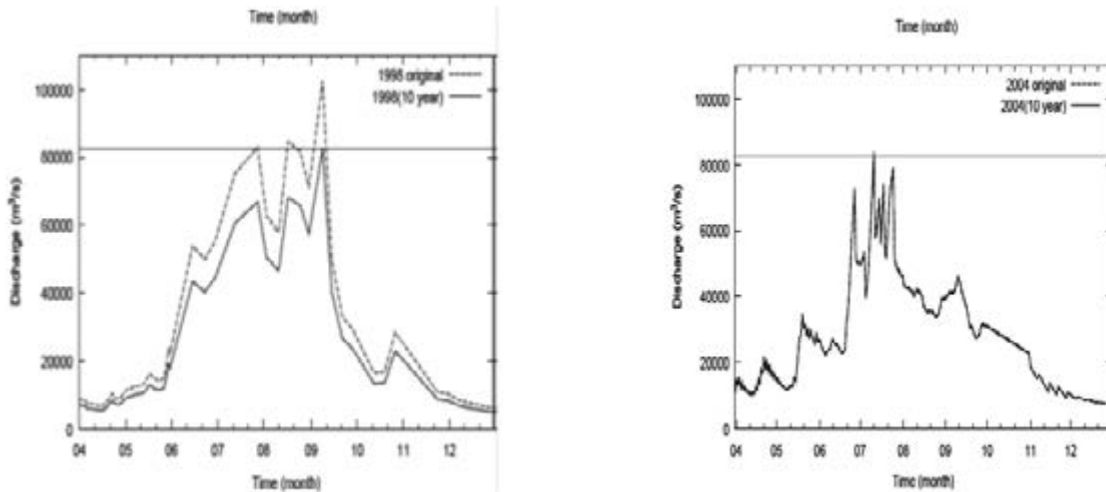 Time (month)
1998 original
1998(10 year)
Discharge (m³/s)
100000
80000
60000
40000
20000
0
04 05 06 07 08 09 10 11 12
Time (month)
Time (month)
2004 original
2004(10 year)
Discharge (m³/s)
100000
80000
60000
40000
20000
0
04 05 06 07 08 09 10 11 12
Time (month)